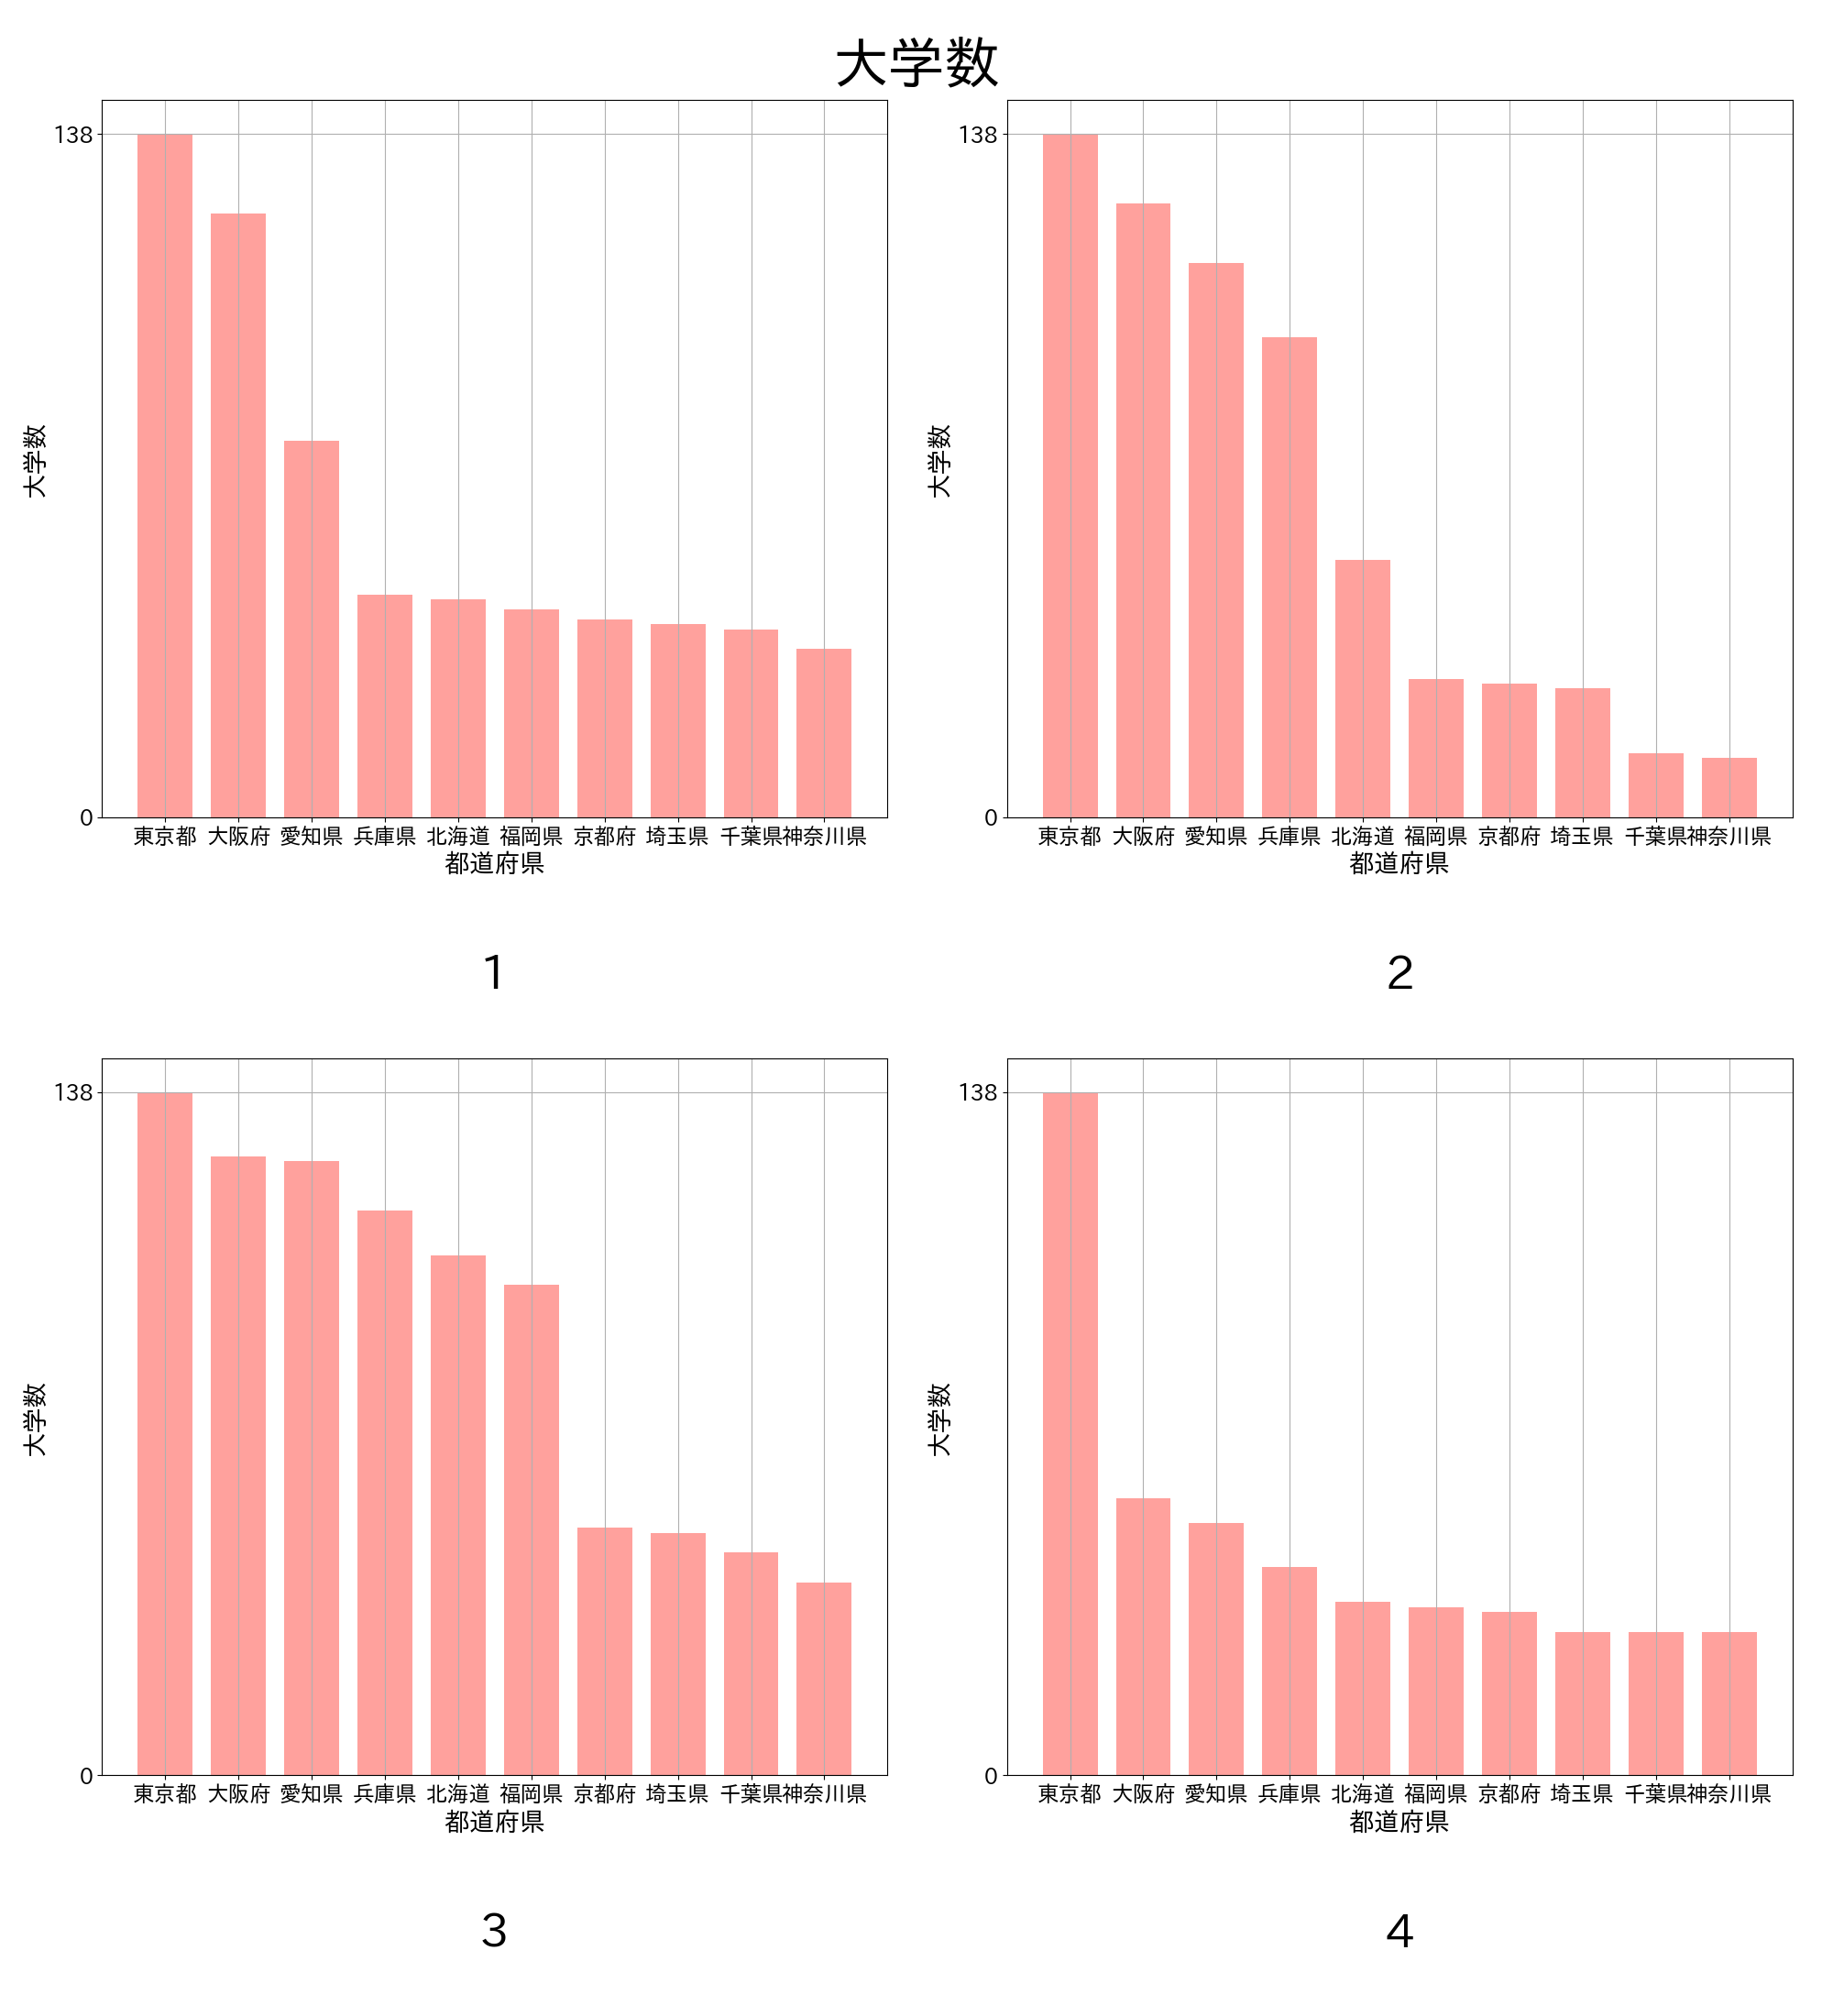 大学数
138
大学数
0
東京都 大阪府 愛知県 兵庫県 北海道 福岡県 京都府 埼玉県 千葉県 神奈川県
都道府県
1
138
大学数
0
東京都 大阪府 愛知県 兵庫県 北海道 福岡県 京都府 埼玉県 千葉県 神奈川県
都道府県
2
138
大学数
0
東京都 大阪府 愛知県 兵庫県 北海道 福岡県 京都府 埼玉県 千葉県 神奈川県
都道府県
3
138
大学数
0
東京都 大阪府 愛知県 兵庫県 北海道 福岡県 京都府 埼玉県 千葉県 神奈川県
都道府県
4